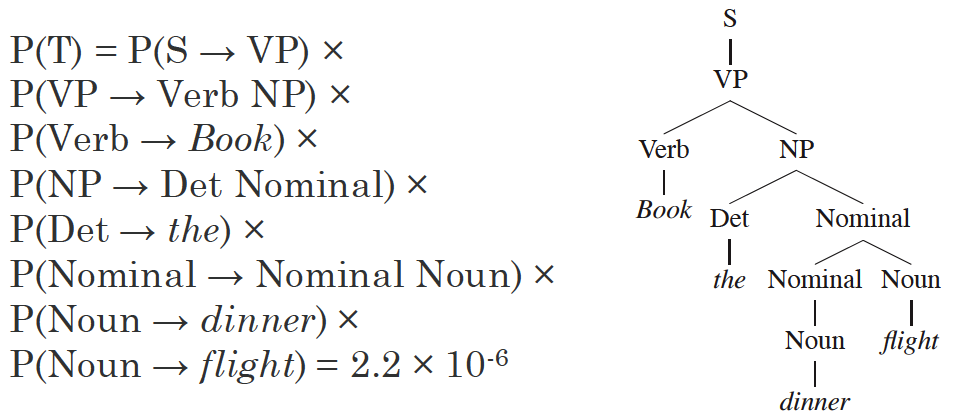 P(T) = P(S → VP) ×
P(VP → Verb NP) ×
P(Verb → Book) ×
P(NP → Det Nominal) ×
P(Det → the) ×
P(Nominal → Nominal Noun) ×
P(Noun → dinner) ×
P(Noun → flight) = 2.2 × 10⁻⁶
S
VP
Verb NP
Book Det Nominal
the Nominal Noun
Noun flight
dinner